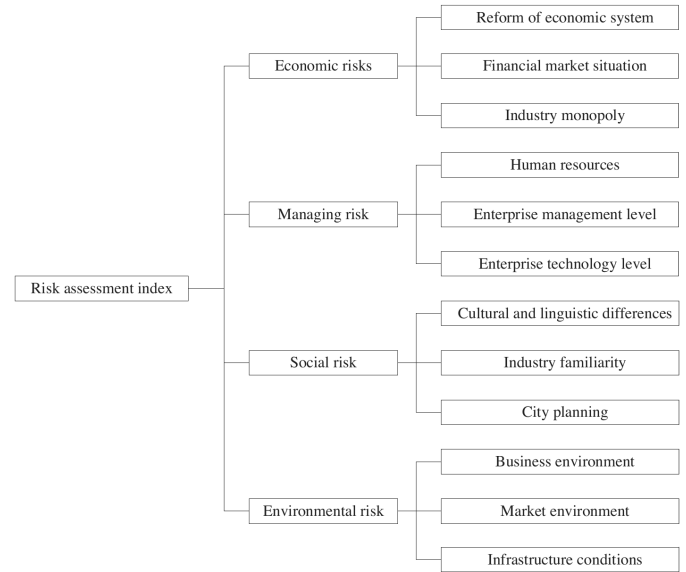 Risk assessment index
Economic risks
Reform of economic system
Financial market situation
Industry monopoly
Managing risk
Human resources
Enterprise management level
Enterprise technology level
Social risk
Cultural and linguistic differences
Industry familiarity
City planning
Environmental risk
Business environment
Market environment
Infrastructure conditions